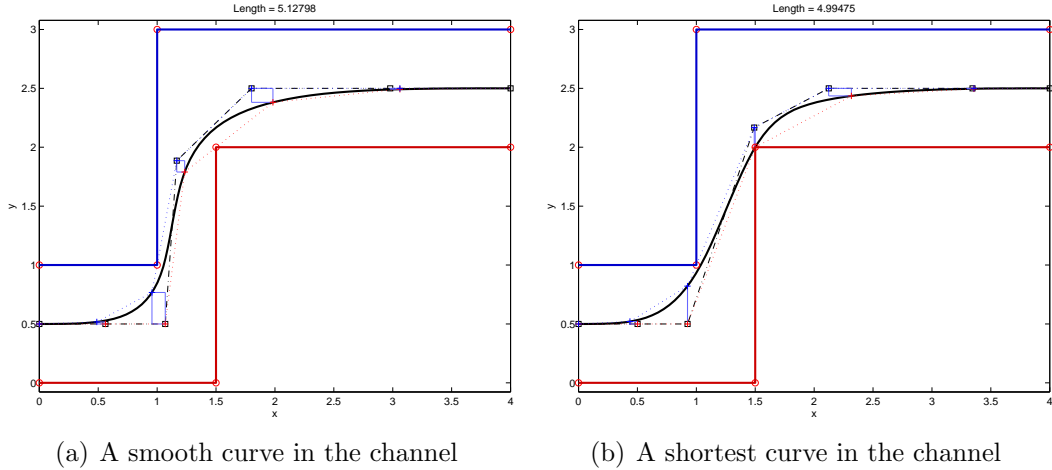 Length = 5.12798
3
2.5
2
1.5
1
0.5
0
y
0 0.5 1 1.5 2 2.5 3 3.5 4
x
(a) A smooth curve in the channel
Length = 4.99475
3
2.5
2
1.5
1
0.5
0
y
0 0.5 1 1.5 2 2.5 3 3.5 4
x
(b) A shortest curve in the channel